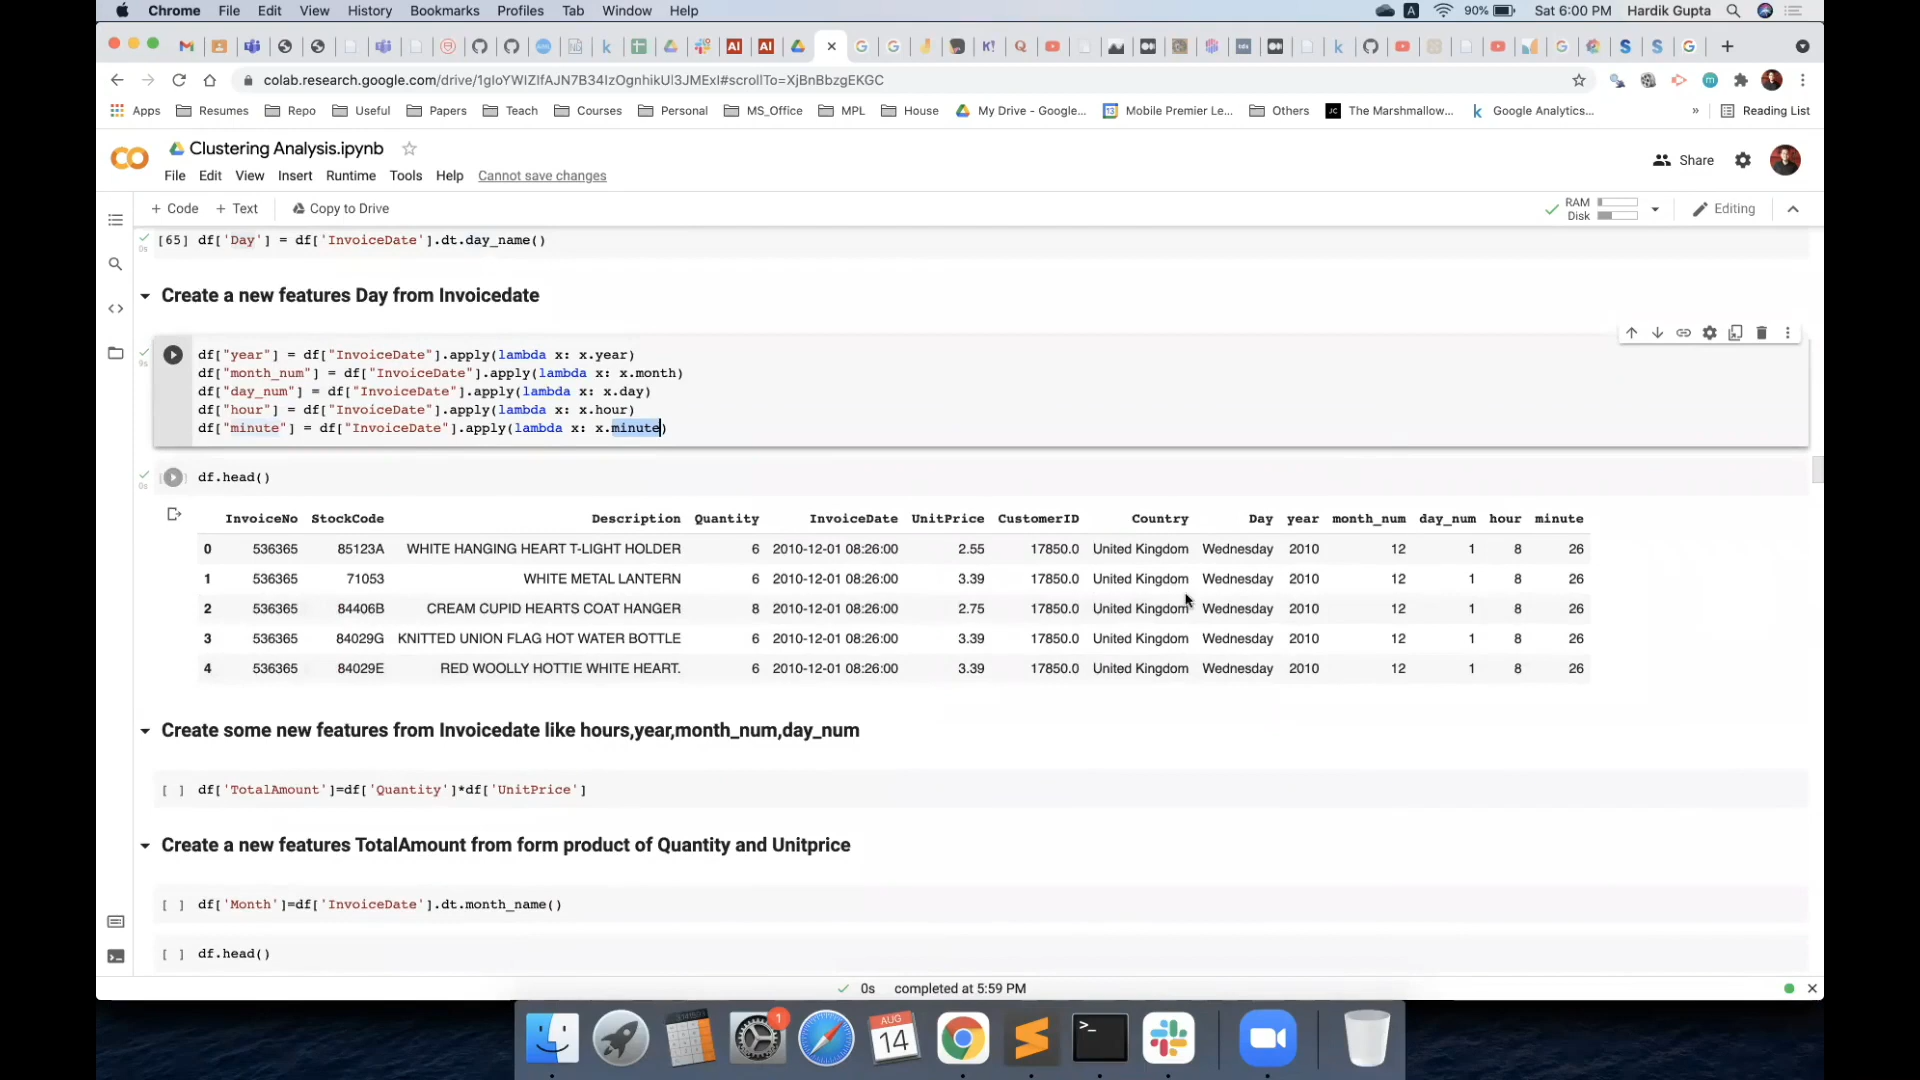 Chrome File Edit View History Bookmarks Profiles Tab Window Help A 90% Sat 6:00 PM Hardik Gupta
colab.research.google.com/drive/1gIoYWIZIfAJN7B34IzOgnhikUl3JMExI#scrollTo=XjBnBbzgEKGC
Apps Resumes Repo Useful Papers Teach Courses Personal MS_Office MPL House My Drive - Google... Mobile Premier Le... Others JC The Marshmallow... Google Analytics... » Reading List
Clustering Analysis.ipynb
File Edit View Insert Runtime Tools Help Cannot save changes
Share
+ Code + Text Copy to Drive
RAM
Disk
Editing
[65] df['Day'] = df['InvoiceDate'].dt.day_name()
0s
Create a new features Day from Invoicedate
df["year"] = df["InvoiceDate"].apply(lambda x: x.year)
9s
df["month_num"] = df["InvoiceDate"].apply(lambda x: x.month)
df["day_num"] = df["InvoiceDate"].apply(lambda x: x.day)
df["hour"] = df["InvoiceDate"].apply(lambda x: x.hour)
df["minute"] = df["InvoiceDate"].apply(lambda x: x.minute)
df.head()
0s
InvoiceNo StockCode Description Quantity InvoiceDate UnitPrice CustomerID Country Day year month_num day_num hour minute
0 536365 85123A WHITE HANGING HEART T-LIGHT HOLDER 6 2010-12-01 08:26:00 2.55 17850.0 United Kingdom Wednesday 2010 12 1 8 26
1 536365 71053 WHITE METAL LANTERN 6 2010-12-01 08:26:00 3.39 17850.0 United Kingdom Wednesday 2010 12 1 8 26
2 536365 84406B CREAM CUPID HEARTS COAT HANGER 8 2010-12-01 08:26:00 2.75 17850.0 United Kingdom Wednesday 2010 12 1 8 26
3 536365 84029G KNITTED UNION FLAG HOT WATER BOTTLE 6 2010-12-01 08:26:00 3.39 17850.0 United Kingdom Wednesday 2010 12 1 8 26
4 536365 84029E RED WOOLLY HOTTIE WHITE HEART. 6 2010-12-01 08:26:00 3.39 17850.0 United Kingdom Wednesday 2010 12 1 8 26
Create some new features from Invoicedate like hours,year,month_num,day_num
[ ] df['TotalAmount']=df['Quantity']*df['UnitPrice']
Create a new features TotalAmount from form product of Quantity and Unitprice
[ ] df['Month']=df['InvoiceDate'].dt.month_name()
[ ] df.head()
0s completed at 5:59 PM
1
AUG
14